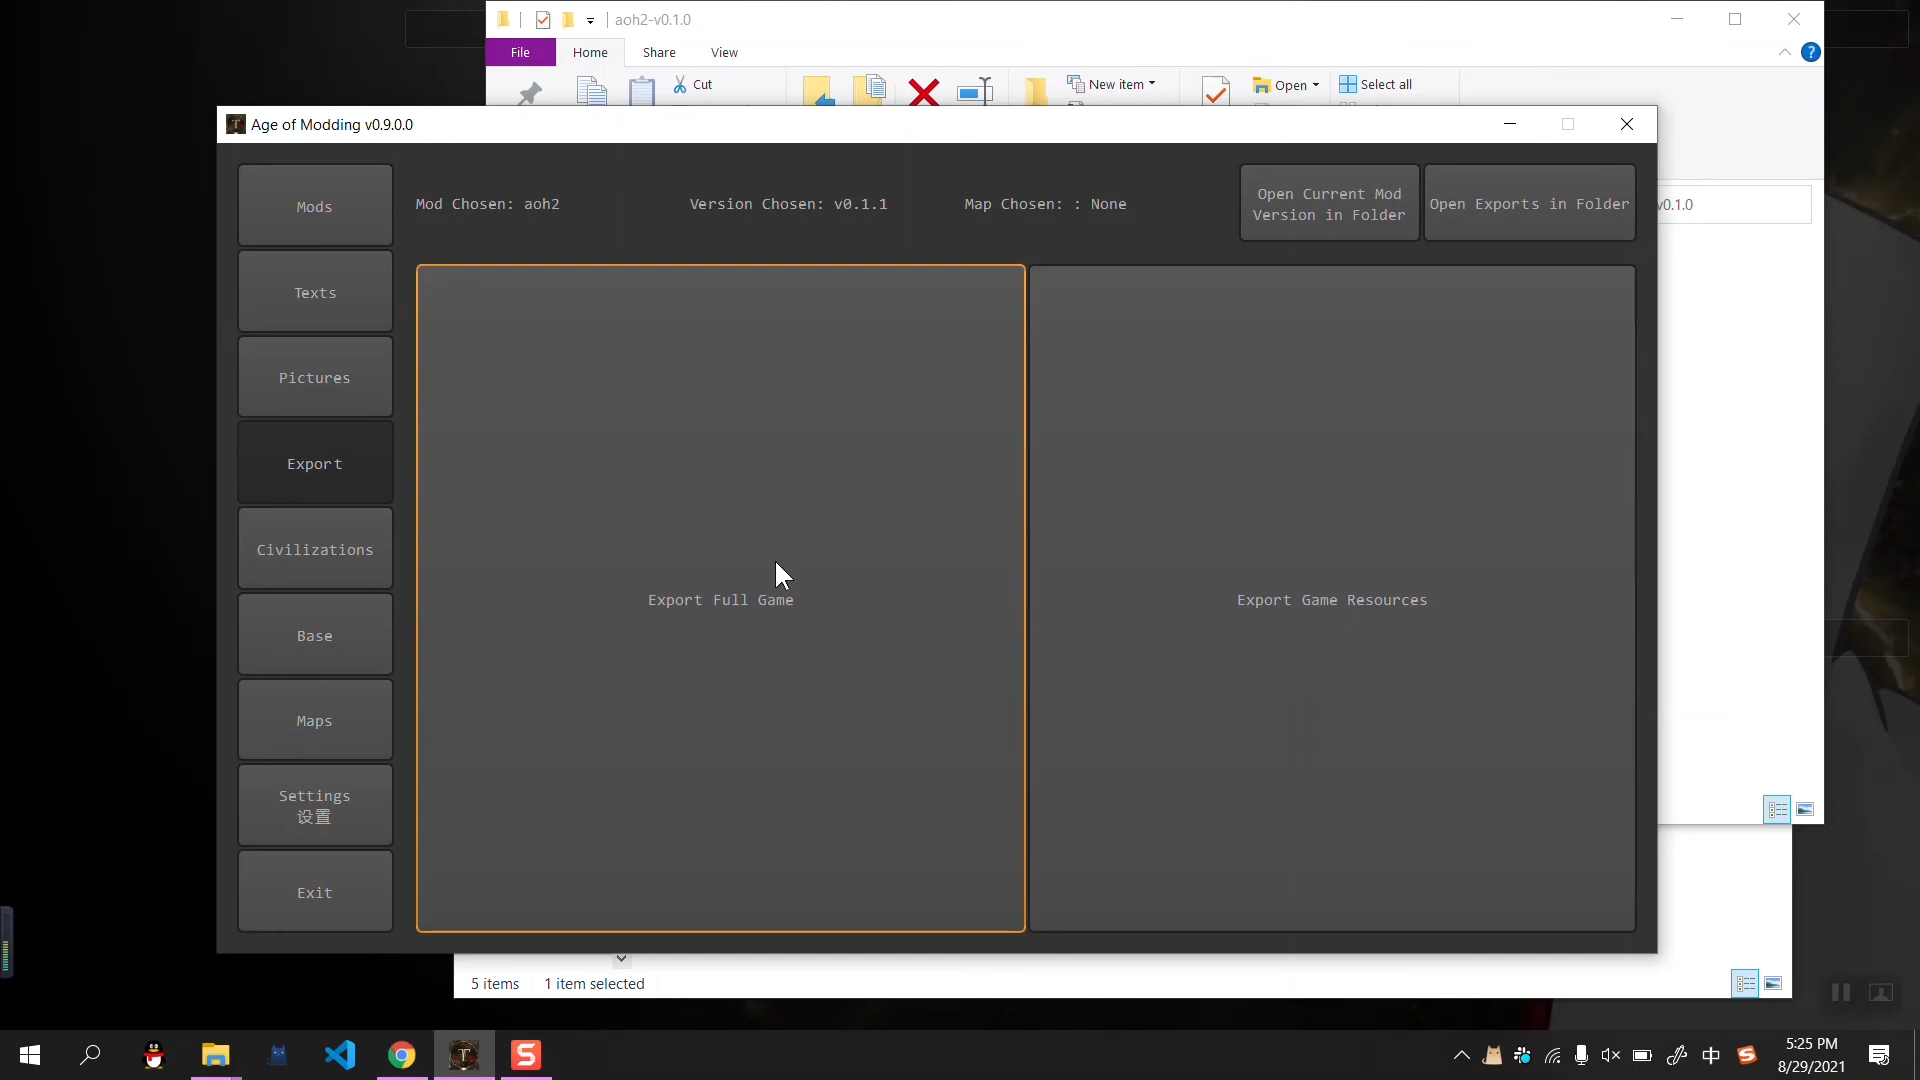 aoh2-v0.1.0
File
Home
Share
View
?
Cut
New item
Open
Select all
Age of Modding v0.9.0.0
Mods
Mod Chosen: aoh2
Version Chosen: v0.1.1
Map Chosen: : None
Open Current Mod
Version in Folder
Open Exports in Folder
v0.1.0
Texts
Pictures
Export
Civilizations
Base
Maps
Settings
设置
Exit
Export Full Game
Export Game Resources
5 items
1 item selected
中
5:25 PM
8/29/2021